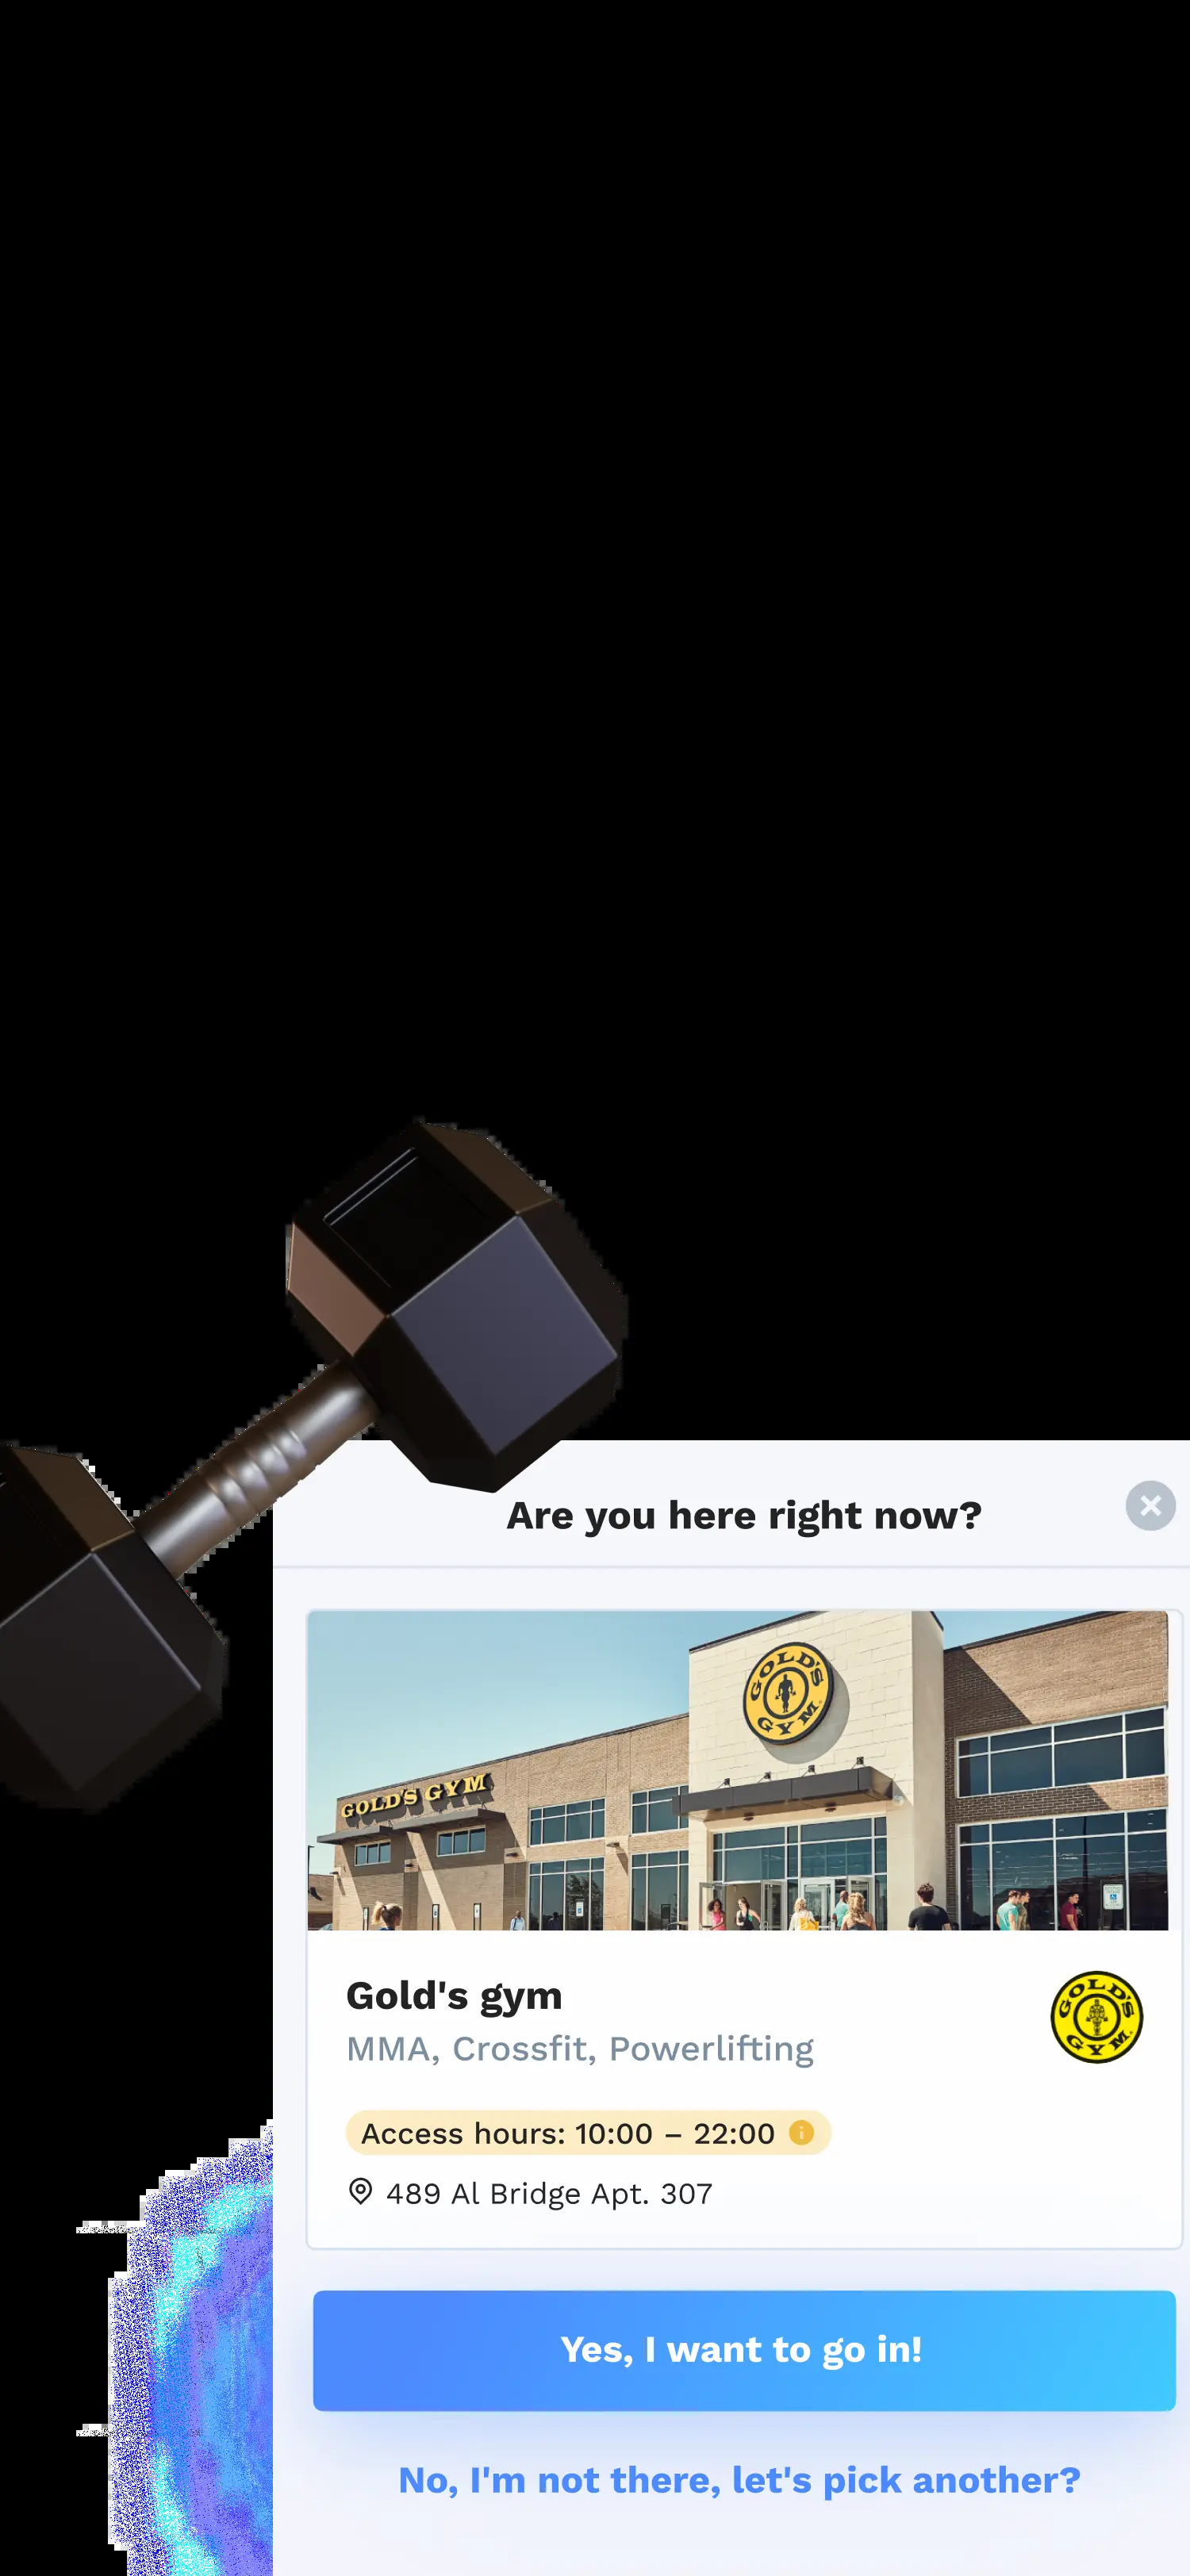 Are you here right now?
GOLD'S GYM
GOLD'S GYM
Gold's gym
GOLD'S GYM
MMA, Crossfit, Powerlifting
Access hours: 10:00 – 22:00
489 Al Bridge Apt. 307
Yes, I want to go in!
No, I'm not there, let's pick another?